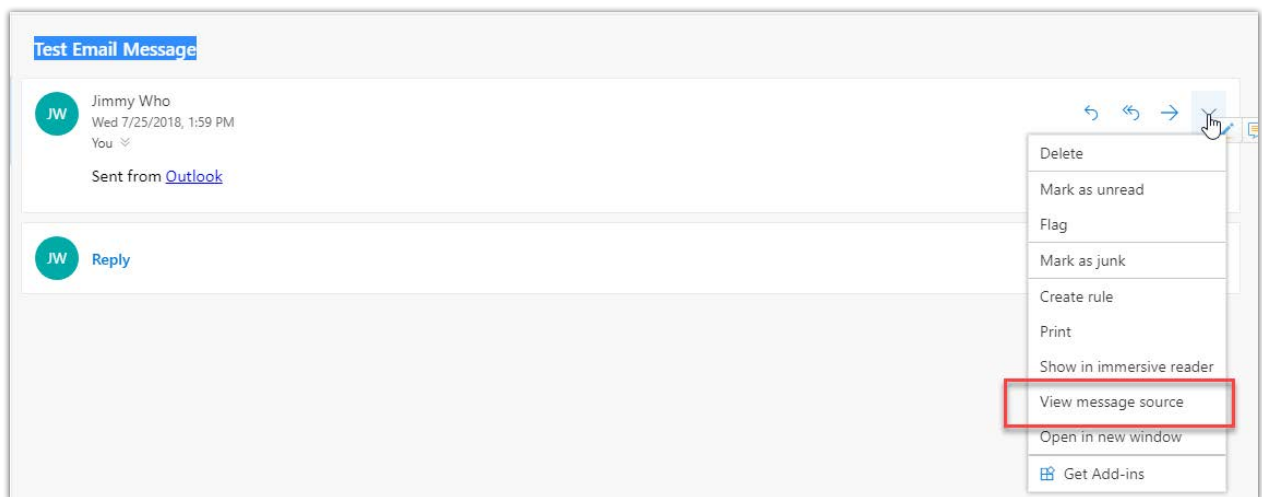 Test Email Message
JW
Jimmy Who
Wed 7/25/2018, 1:59 PM
You
Sent from Outlook
JW
Reply
Delete
Mark as unread
Flag
Mark as junk
Create rule
Print
Show in immersive reader
View message source
Open in new window
Get Add-ins